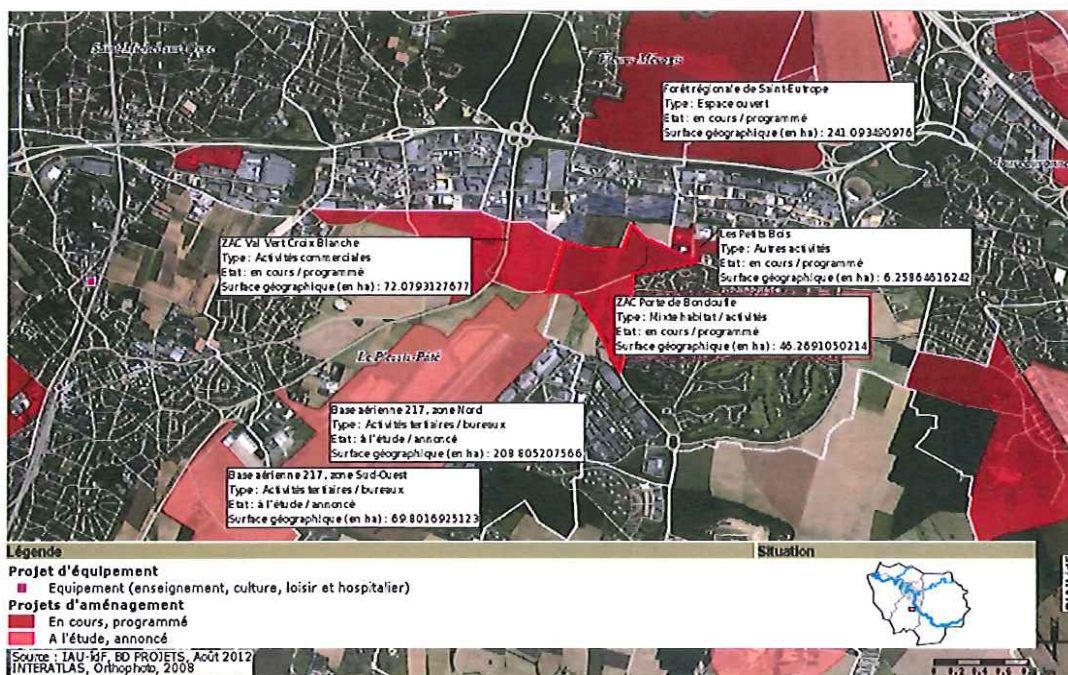 Forêt régionale de Saint-Eutrope
Type : Espace ouvert
Etat : en cours / programmé
Surface géographique (en ha) : 241.093490976
ZAC Val Vert Croix Blanche
Type : Activités commerciales
Etat : en cours / programmé
Surface géographique (en ha) : 72.0793127677
Les Petits Bois
Type : Autres activités
Etat : en cours / programmé
Surface géographique (en ha) : 6.25864616242
ZAC Porte de Bondoufle
Type : Mixte habitat / activités
Etat : en cours / programmé
Surface géographique (en ha) : 46.2691050214
Le Plessis-Pâté
Base aérienne 217, zone Nord
Type : Activités tertiaires / bureaux
Etat : à l'étude / annoncé
Surface géographique (en ha) : 208.805207566
Base aérienne 217, zone Sud-Ouest
Type : Activités tertiaires / bureaux
Etat : à l'étude / annoncé
Surface géographique (en ha) : 69.8016925123
Légende
Situation
Projet d'équipement
Equipement (enseignement, culture, loisir et hospitalier)
Projets d'aménagement
En cours, programmé
A l'étude, annoncé
Source : IAU-îdF, BD PROJETS, Août 2012
INTERATLAS, Orthophoto, 2008